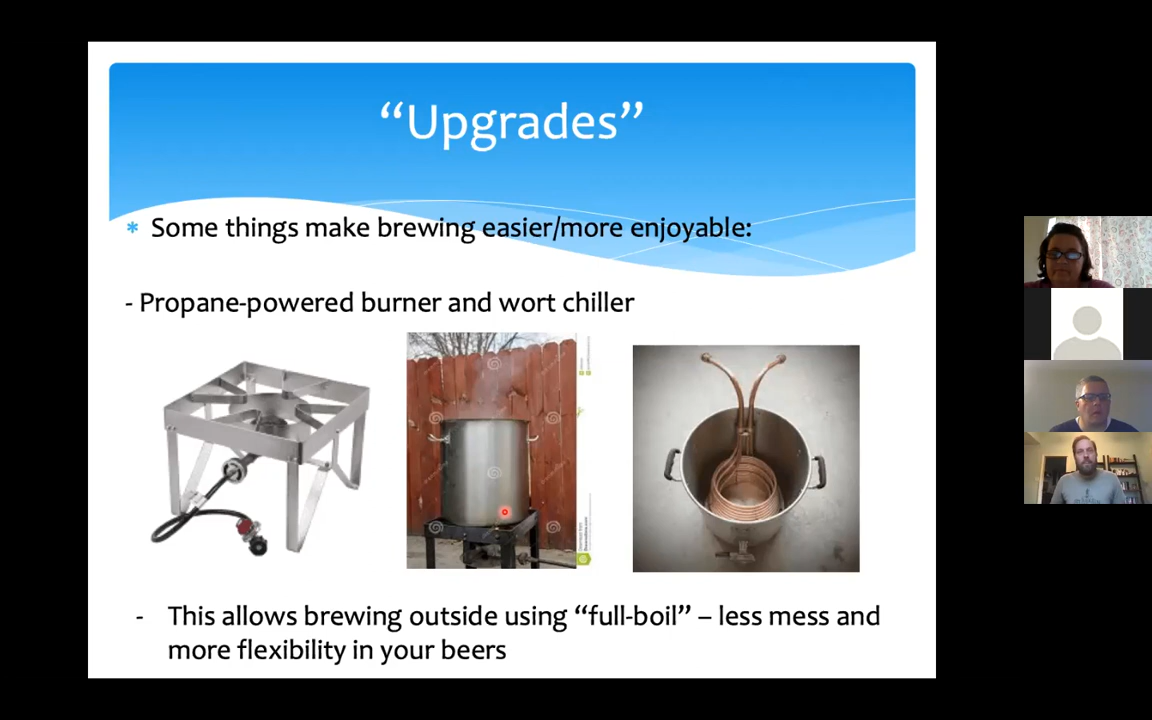 “Upgrades”
* Some things make brewing easier/more enjoyable:
- Propane-powered burner and wort chiller
- This allows brewing outside using “full-boil” – less mess and
more flexibility in your beers